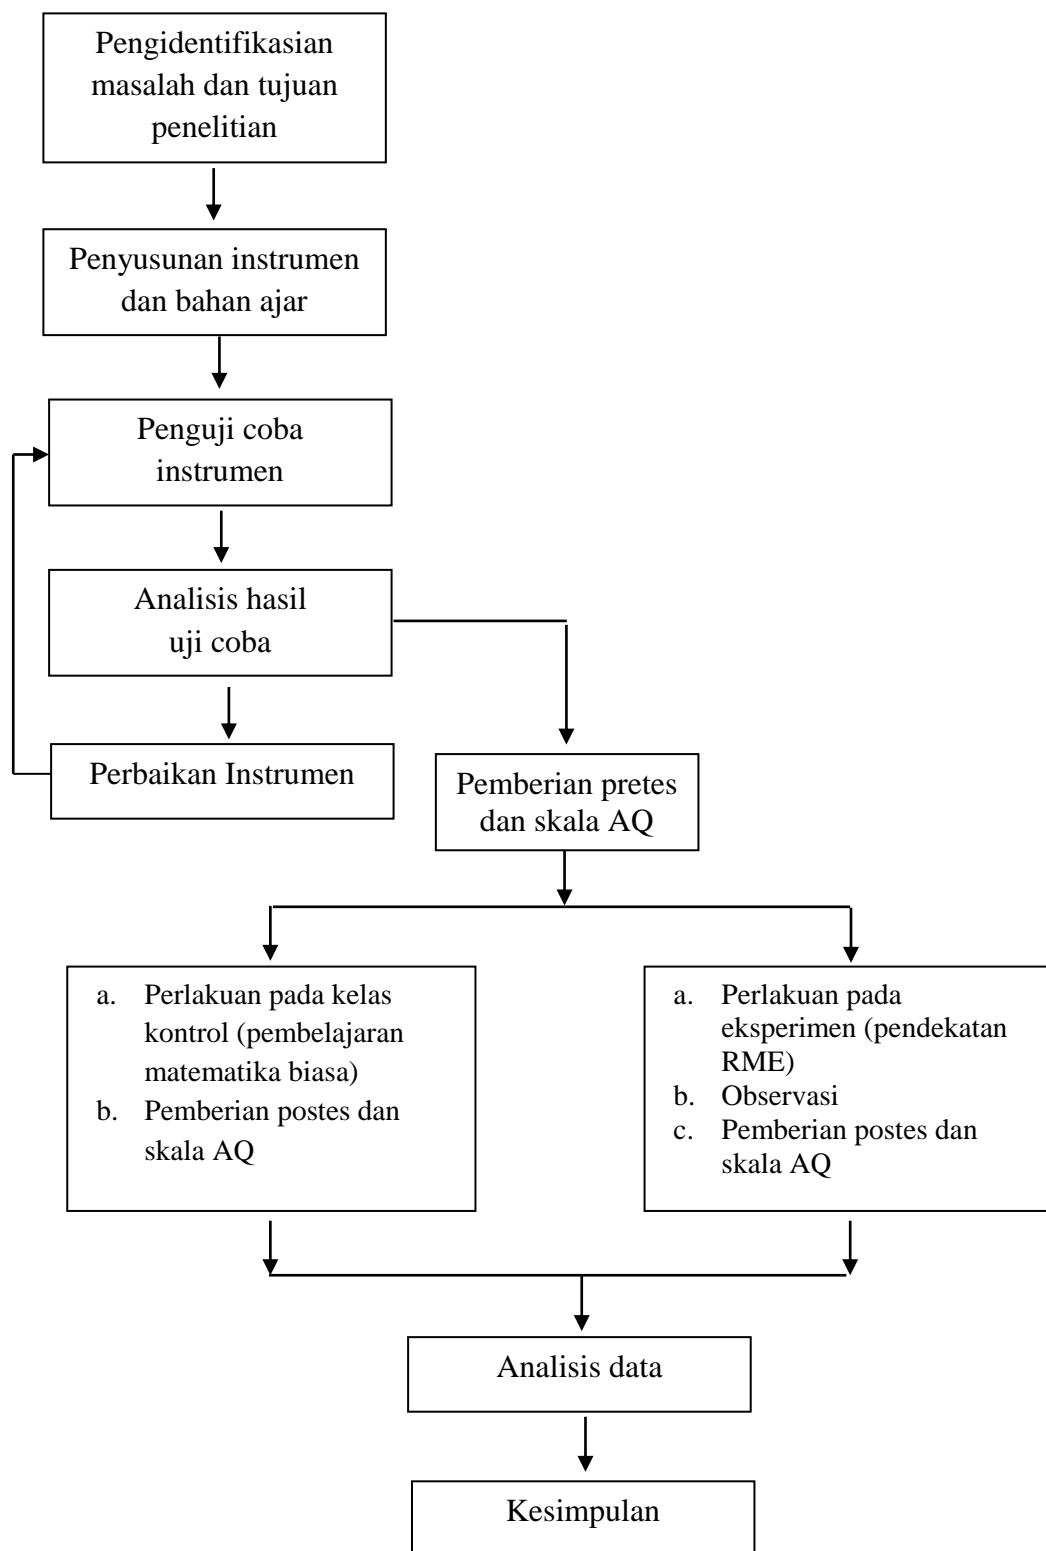 Pengidentifikasian
masalah dan tujuan
penelitian
Penyusunan instrumen
dan bahan ajar
Penguji coba
instrumen
Analisis hasil
uji coba
Perbaikan Instrumen
Pemberian pretes
dan skala AQ
a. Perlakuan pada kelas
kontrol (pembelajaran
matematika biasa)
b. Pemberian postes dan
skala AQ
a. Perlakuan pada
eksperimen (pendekatan
RME)
b. Observasi
c. Pemberian postes dan
skala AQ
Analisis data
Kesimpulan